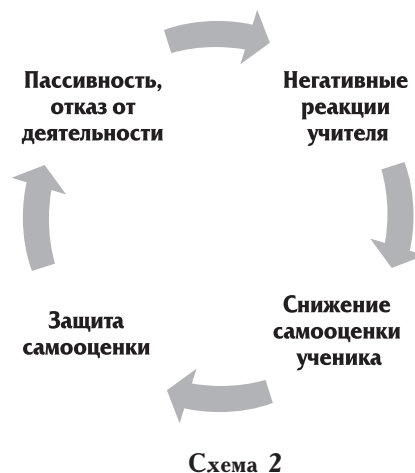 Пассивность,
отказ от
деятельности
Негативные
реакции
учителя
Снижение
самооценки
ученика
Защита
самооценки
Схема 2